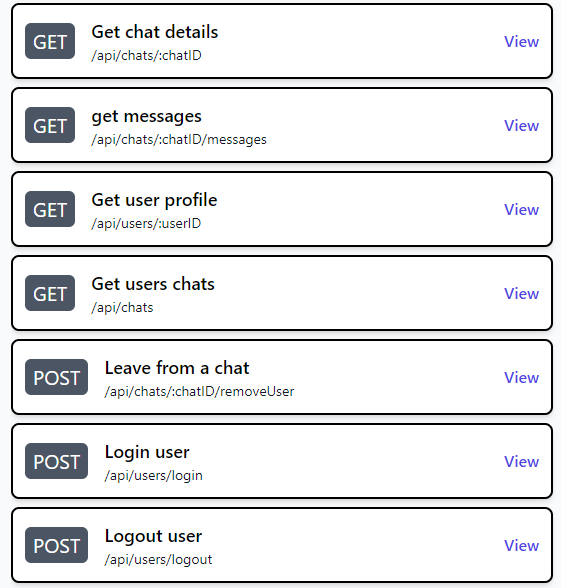 GET
Get chat details
/api/chats/:chatID
View
GET
get messages
/api/chats/:chatID/messages
View
GET
Get user profile
/api/users/:userID
View
GET
Get users chats
/api/chats
View
POST
Leave from a chat
/api/chats/:chatID/removeUser
View
POST
Login user
/api/users/login
View
POST
Logout user
/api/users/logout
View